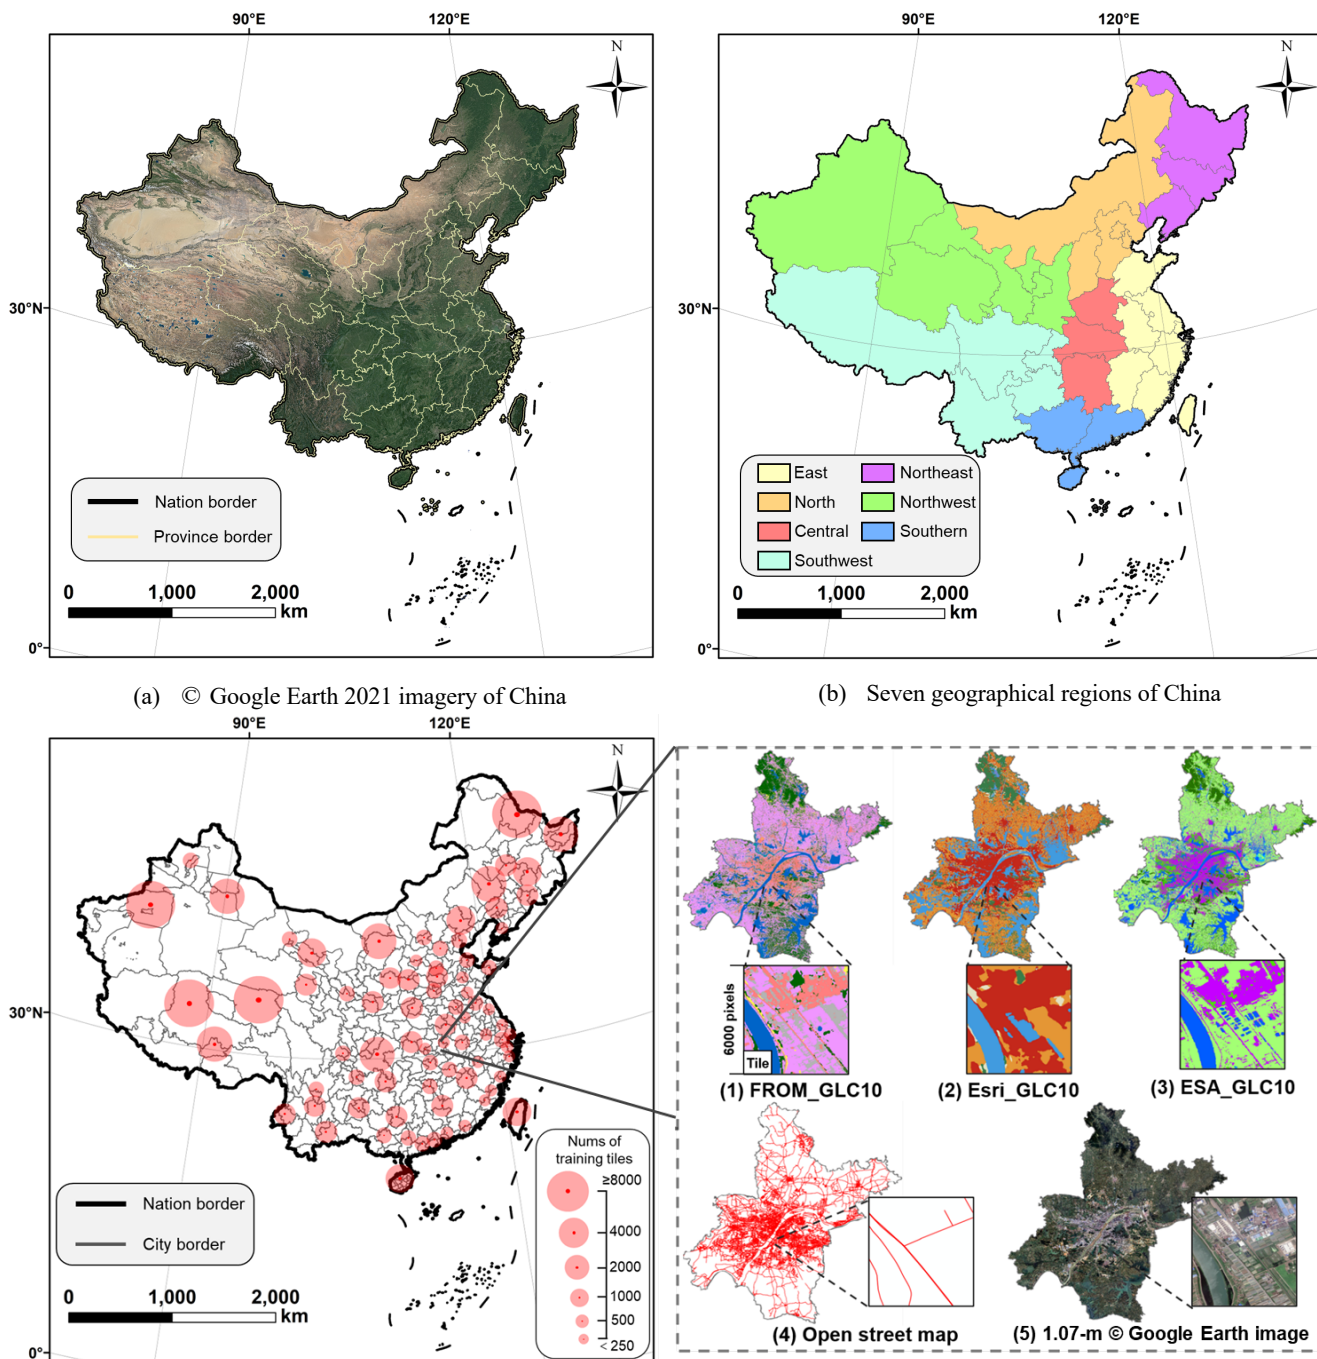 90°E
120°E
N
30°N
0°
Nation border
Province border
0
1,000
2,000
km
(a) © Google Earth 2021 imagery of China
90°E
120°E
N
30°N
0°
East
Northeast
North
Northwest
Central
Southern
Southwest
0
1,000
2,000
km
(b) Seven geographical regions of China
90°E
120°E
N
30°N
0°
Nation border
City border
0
1,000
2,000
km
Nums of
training tiles
≥8000
4000
2000
1000
500
< 250
6000 pixels
Tile
(1) FROM_GLC10
(2) Esri_GLC10
(3) ESA_GLC10
(4) Open street map
(5) 1.07-m © Google Earth image